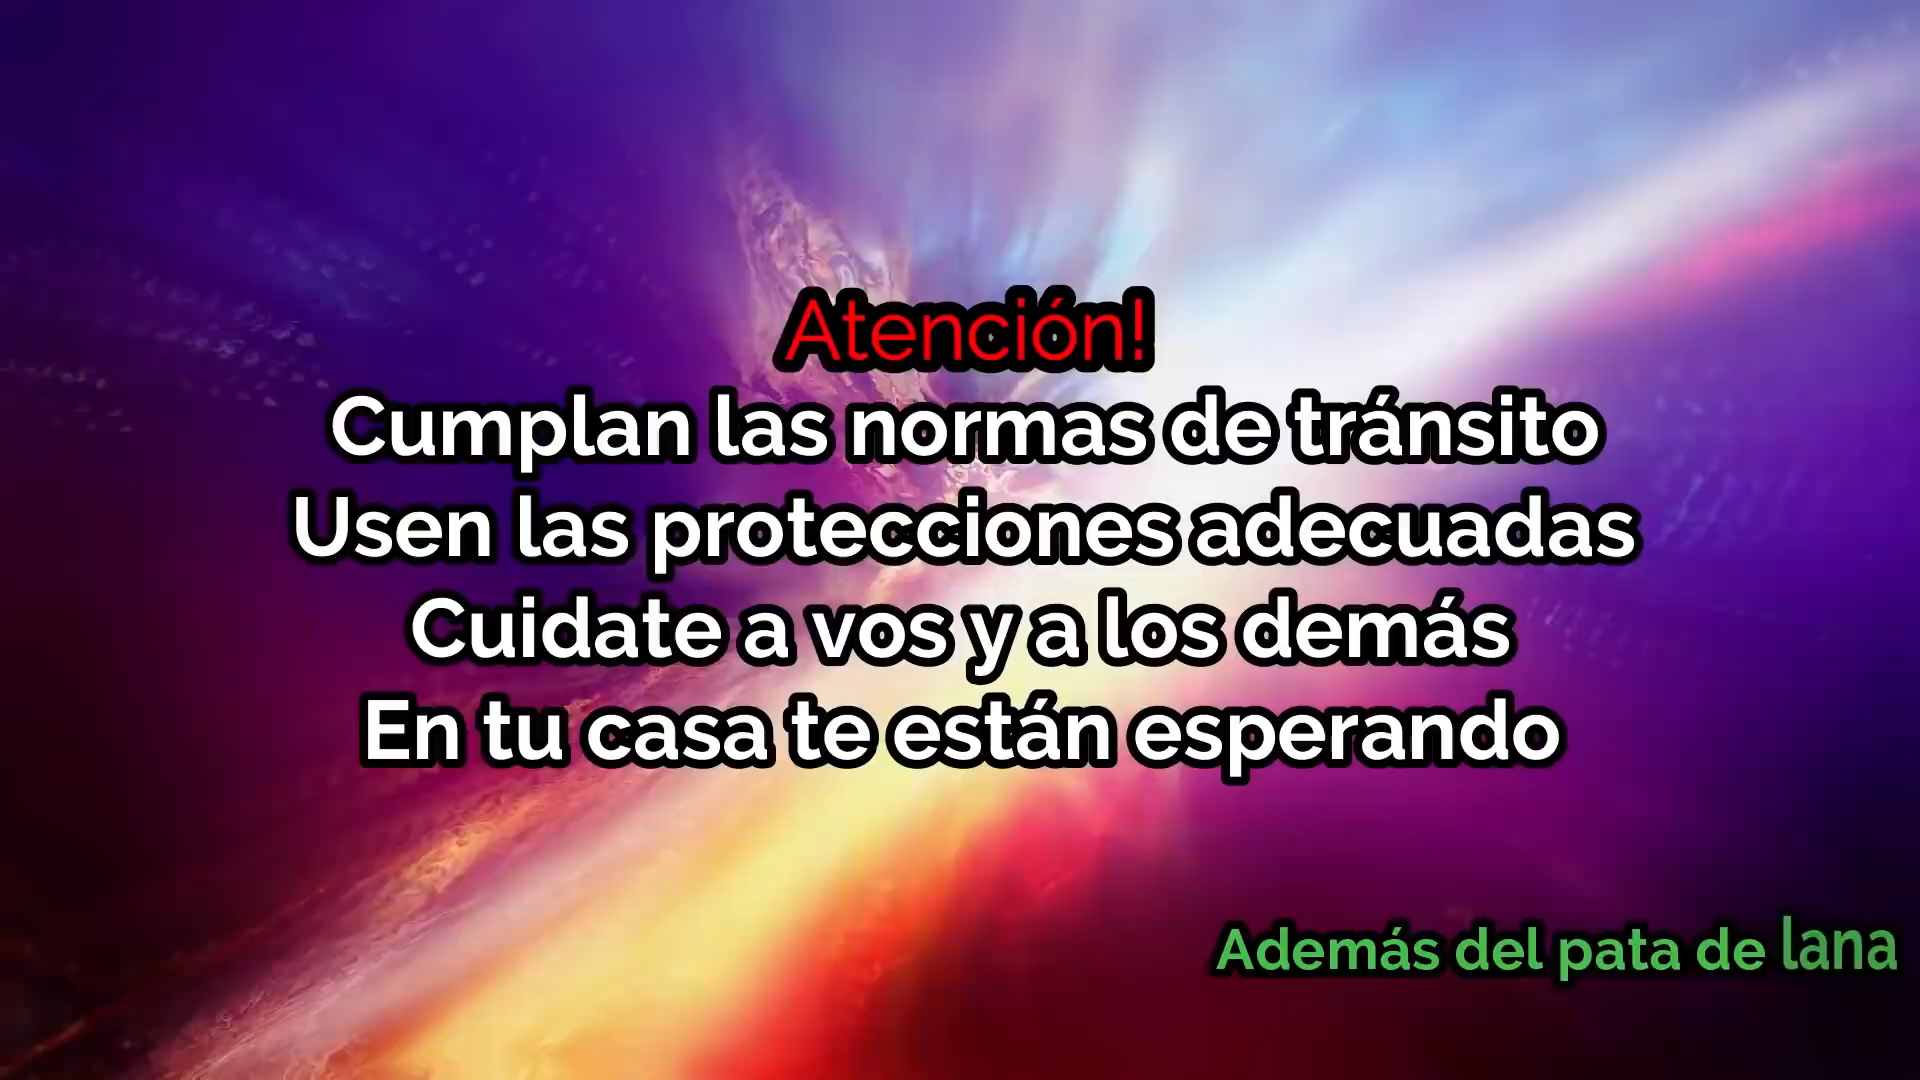 Atención!
Cumplan las normas de tránsito
Usen las protecciones adecuadas
Cuidate a vos y a los demás
En tu casa te están esperando
Además del pata de lana